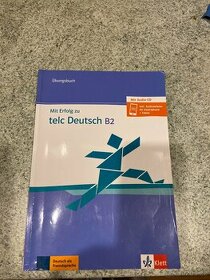 Übungsbuch
Mit Erfolg zu
telc Deutsch B2
Mit Audio-CD
Deutsch als
Fremdsprache
Klett